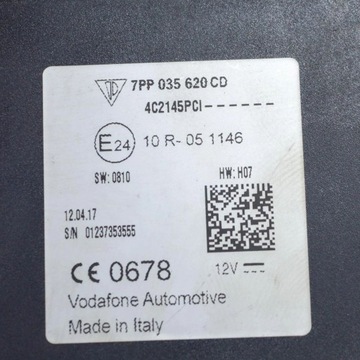 7PP 035 620 CD
4C2145PCI-------
E24 10 R- 05 1146
SW: 0810 HW: H07
12.04.17
S/N 01237353555
CE 0678 12V
Vodafone Automotive
Made in Italy